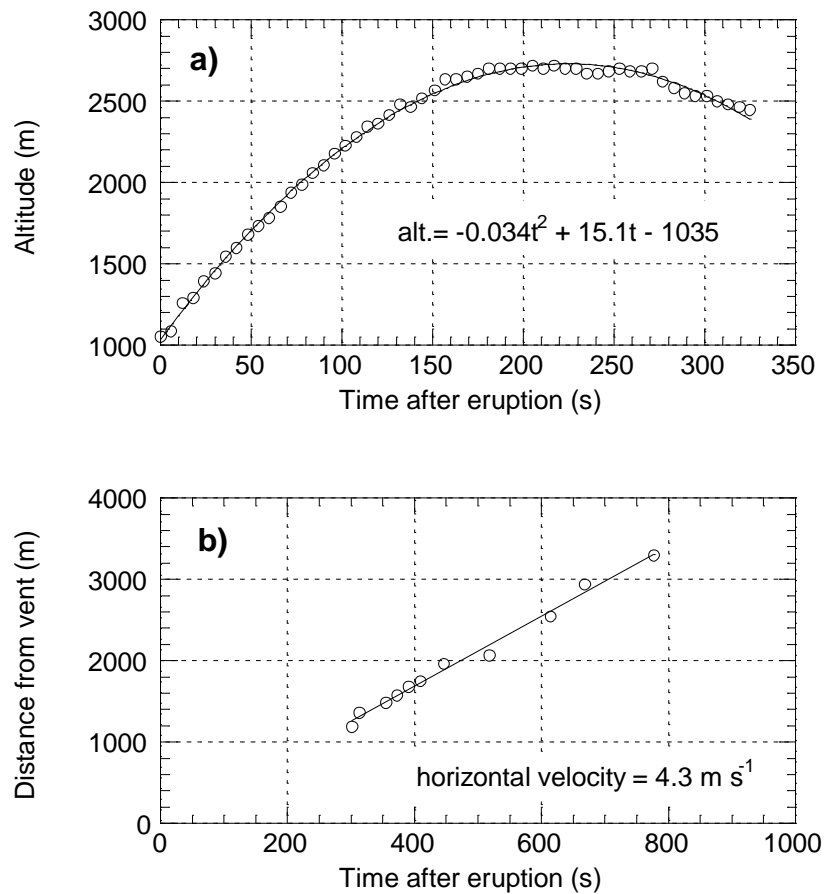 a)
3000
2500
2000
1500
1000
Altitude (m)
alt.= -0.034t² + 15.1t - 1035
0 50 100 150 200 250 300 350
Time after eruption (s)
b)
4000
3000
2000
1000
0
Distance from vent (m)
horizontal velocity = 4.3 m s⁻¹
0 200 400 600 800 1000
Time after eruption (s)